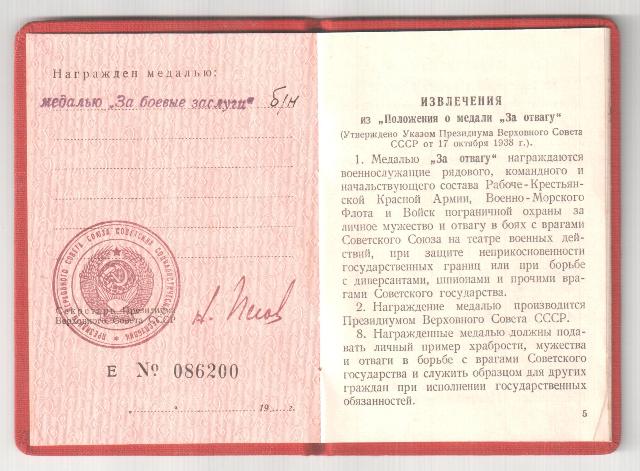 Награжден медалью:
медалью „За боевые заслуги“ б/н
Секретарь Президиума
Верховного Совета СССР
Е № 086200
19 г.
ИЗВЛЕЧЕНИЯ
из „Положения о медали „За отвагу“
(Утверждено Указом Президиума Верховного Совета
СССР от 17 октября 1938 г.).
1. Медалью „За отвагу“ награждаются
военнослужащие рядового, командного и
начальствующего состава Рабоче-Крестьян-
ской Красной Армии, Военно-Морского
Флота и Войск пограничной охраны за
личное мужество и отвагу в боях с врагами
Советского Союза на театре военных дей-
ствий, при защите неприкосновенности
государственных границ или при борьбе
с диверсантами, шпионами и прочими вра-
гами Советского государства.
2. Награждение медалью производится
Президиумом Верховного Совета СССР.
8. Награжденные медалью должны пода-
вать личный пример храбрости, мужества
и отваги в борьбе с врагами Советского
государства и служить образцом для других
граждан при исполнении государственных
обязанностей.
5